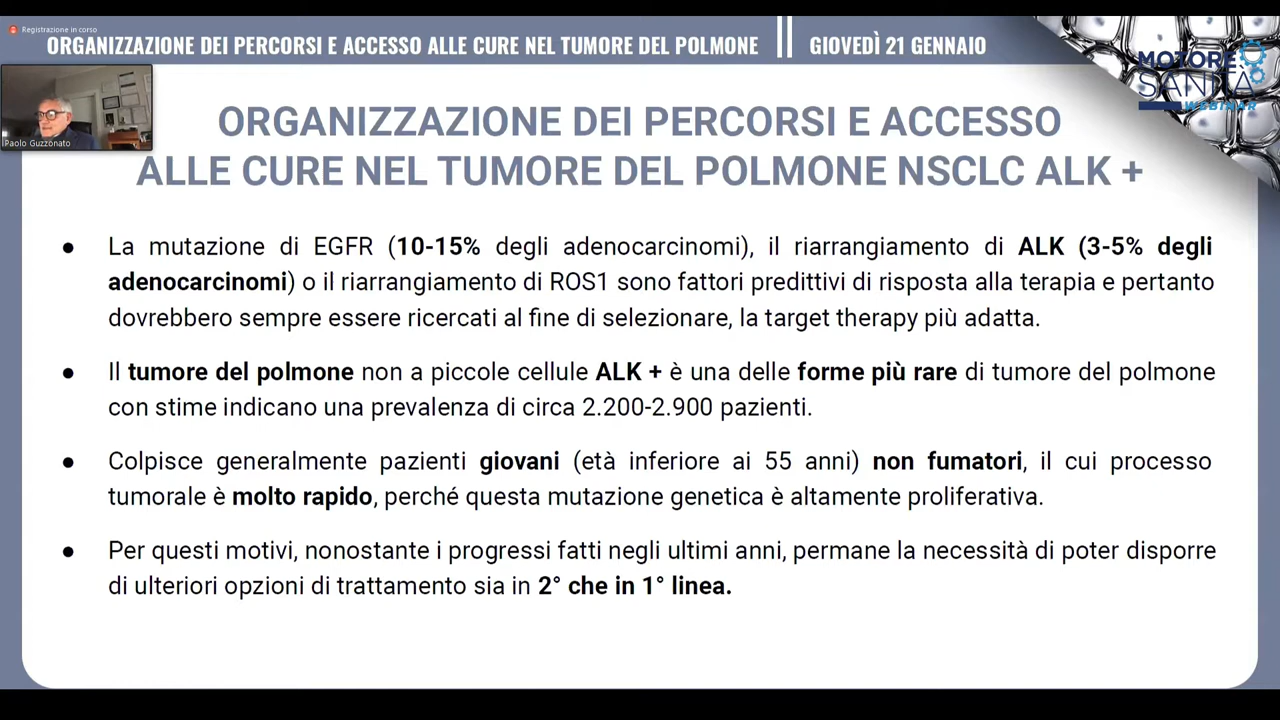 Registrazione in corso
ORGANIZZAZIONE DEI PERCORSI E ACCESSO ALLE CURE NEL TUMORE DEL POLMONE
GIOVEDÌ 21 GENNAIO
MOTORE
SANITÀ
WEBINAR
Paolo Guzzonato
ORGANIZZAZIONE DEI PERCORSI E ACCESSO
ALLE CURE NEL TUMORE DEL POLMONE NSCLC ALK +
● La mutazione di EGFR (10-15% degli adenocarcinomi), il riarrangiamento di ALK (3-5% degli
adenocarcinomi) o il riarrangiamento di ROS1 sono fattori predittivi di risposta alla terapia e pertanto
dovrebbero sempre essere ricercati al fine di selezionare, la target therapy più adatta.
● Il tumore del polmone non a piccole cellule ALK + è una delle forme più rare di tumore del polmone
con stime indicano una prevalenza di circa 2.200-2.900 pazienti.
● Colpisce generalmente pazienti giovani (età inferiore ai 55 anni) non fumatori, il cui processo
tumorale è molto rapido, perché questa mutazione genetica è altamente proliferativa.
● Per questi motivi, nonostante i progressi fatti negli ultimi anni, permane la necessità di poter disporre
di ulteriori opzioni di trattamento sia in 2° che in 1° linea.